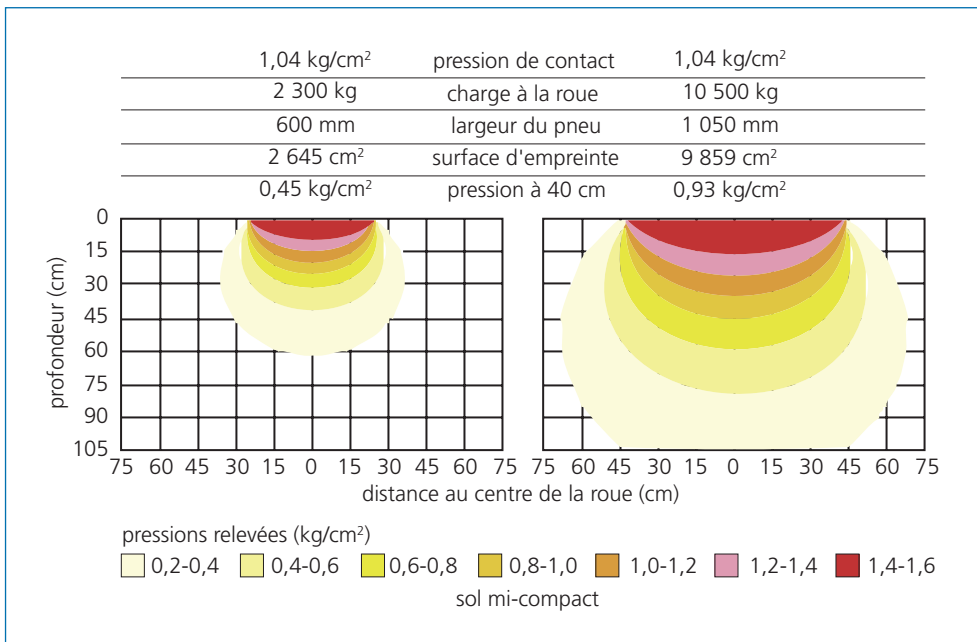 1,04 kg/cm² pression de contact 1,04 kg/cm²
2 300 kg charge à la roue 10 500 kg
600 mm largeur du pneu 1 050 mm
2 645 cm² surface d'empreinte 9 859 cm²
0,45 kg/cm² pression à 40 cm 0,93 kg/cm²
profondeur (cm)
0
15
30
45
60
75
90
105
75 60 45 30 15 0 15 30 45 60 75
75 60 45 30 15 0 15 30 45 60 75
distance au centre de la roue (cm)
pressions relevées (kg/cm²)
0,2-0,4 0,4-0,6 0,6-0,8 0,8-1,0 1,0-1,2 1,2-1,4 1,4-1,6
sol mi-compact